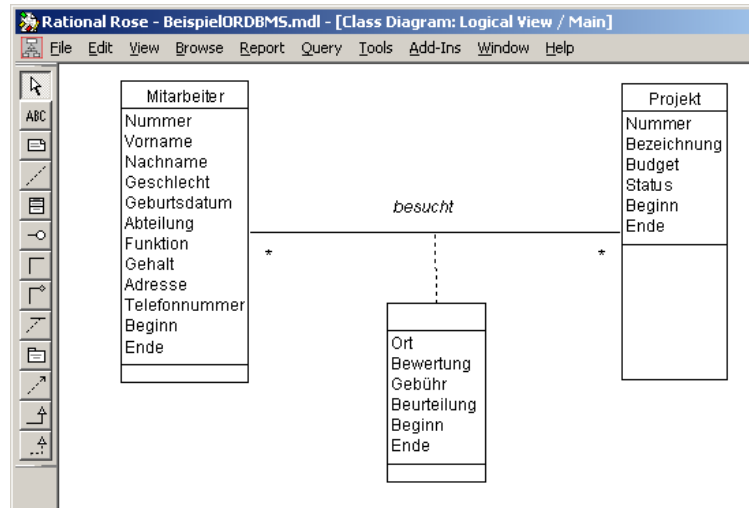 Rational Rose - BeispielORDBMS.mdl - [Class Diagram: Logical View / Main]
File Edit View Browse Report Query Tools Add-Ins Window Help
ABC
Mitarbeiter
Nummer
Vorname
Nachname
Geschlecht
Geburtsdatum
Abteilung
Funktion
Gehalt
Adresse
Telefonnummer
Beginn
Ende
besucht
*
*
Projekt
Nummer
Bezeichnung
Budget
Status
Beginn
Ende
Ort
Bewertung
Gebühr
Beurteilung
Beginn
Ende